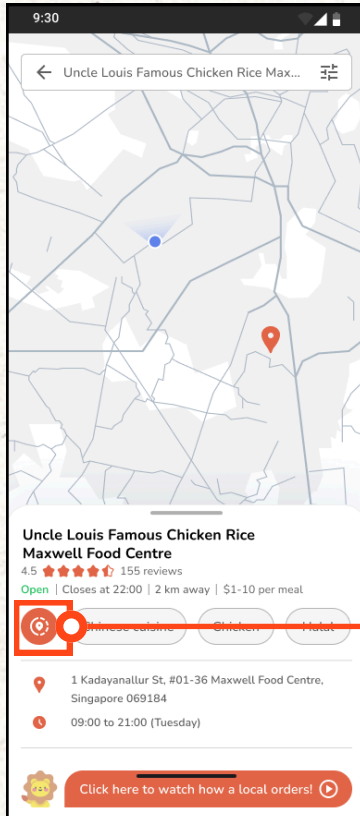 9:30
Uncle Louis Famous Chicken Rice Max...
Uncle Louis Famous Chicken Rice
Maxwell Food Centre
4.5 155 reviews
Open | Closes at 22:00 | 2 km away | $1-10 per meal
Chinese cuisine Chicken Halal
1 Kadayanallur St, #01-36 Maxwell Food Centre,
Singapore 069184
09:00 to 21:00 (Tuesday)
Click here to watch how a local orders!